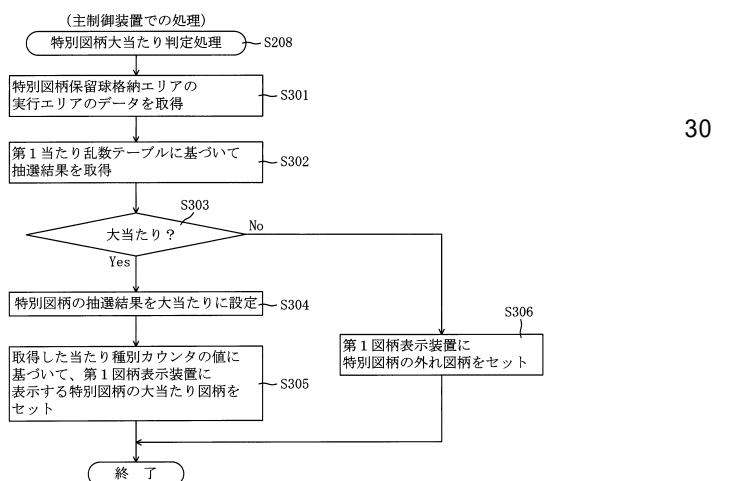 (主制御装置での処理)
特別図柄大当たり判定処理
S208
特別図柄保留球格納エリアの
実行エリアのデータを取得
S301
30
第１当たり乱数テーブルに基づいて
抽選結果を取得
S302
S303
大当たり？
No
Yes
特別図柄の抽選結果を大当たりに設定
S304
S306
第１図柄表示装置に
特別図柄の外れ図柄をセット
取得した当たり種別カウンタの値に
基づいて、第１図柄表示装置に
表示する特別図柄の大当たり図柄を
セット
S305
終 了